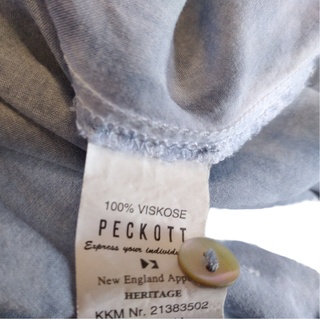 100% VISKOSE
PECKOTT
Express your
New England
HERITAGE
KKM Nr. 21383502